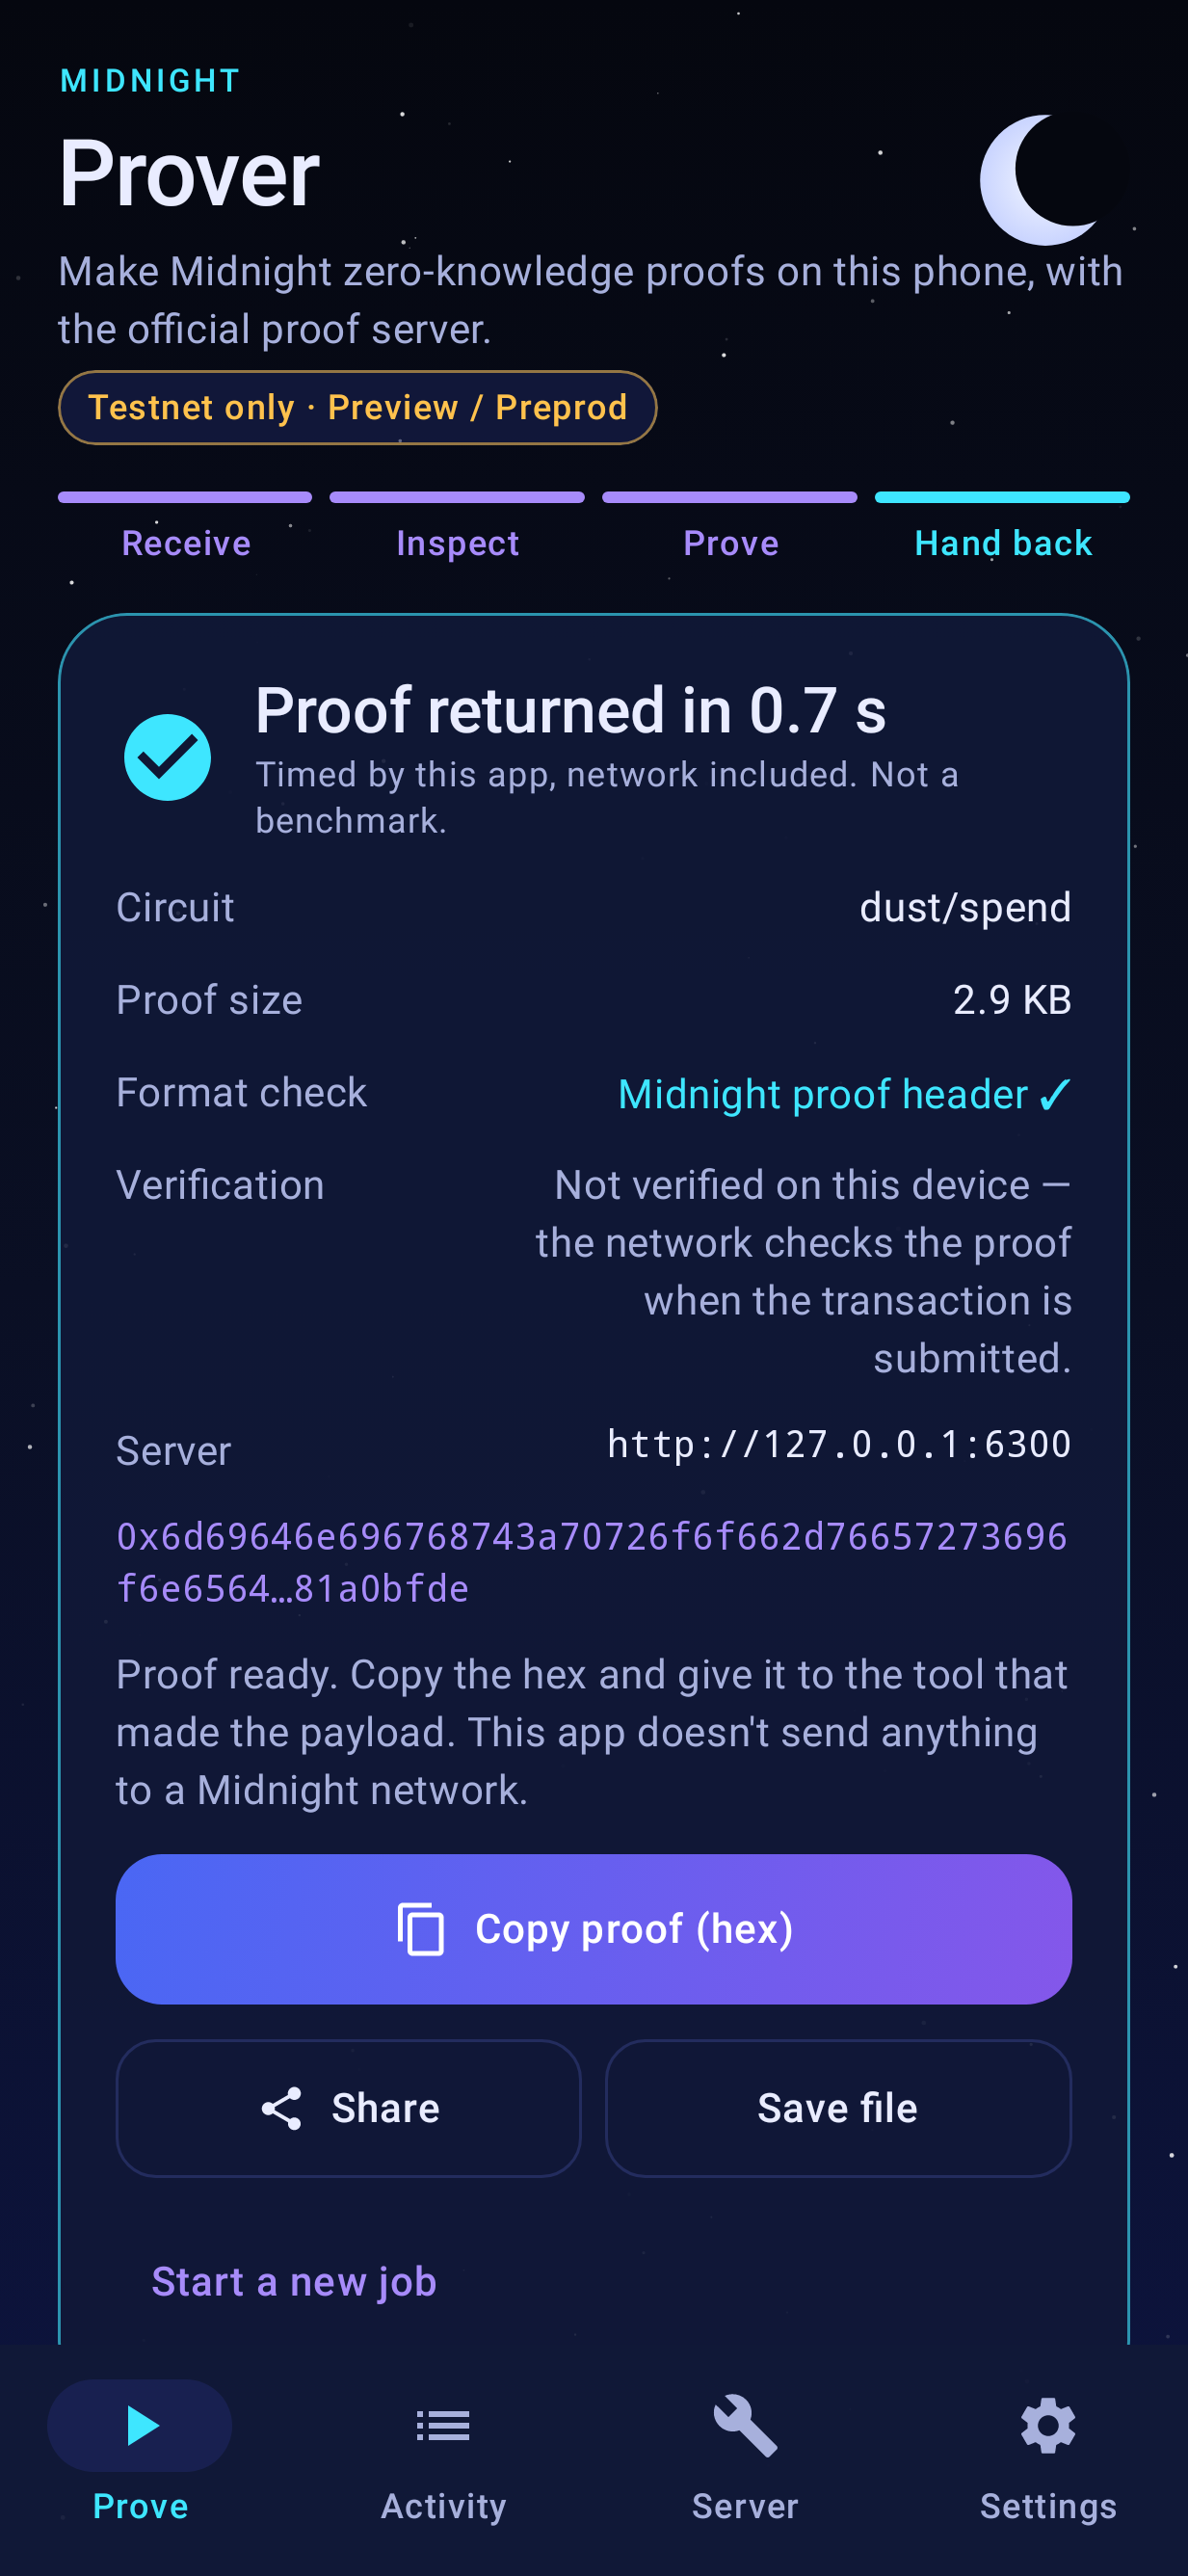 MIDNIGHT
Prover
Make Midnight zero-knowledge proofs on this phone, with
the official proof server.
Testnet only · Preview / Preprod
Receive
Inspect
Prove
Hand back
Proof returned in 0.7 s
Timed by this app, network included. Not a
benchmark.
Circuit
dust/spend
Proof size
2.9 KB
Format check
Midnight proof header ✓
Verification
Not verified on this device —
the network checks the proof
when the transaction is
submitted.
Server
http://127.0.0.1:6300
0x6d69646e696768743a70726f6f662d76657273696
f6e6564…81a0bfde
Proof ready. Copy the hex and give it to the tool that
made the payload. This app doesn't send anything
to a Midnight network.
Copy proof (hex)
Share
Save file
Start a new job
Prove
Activity
Server
Settings